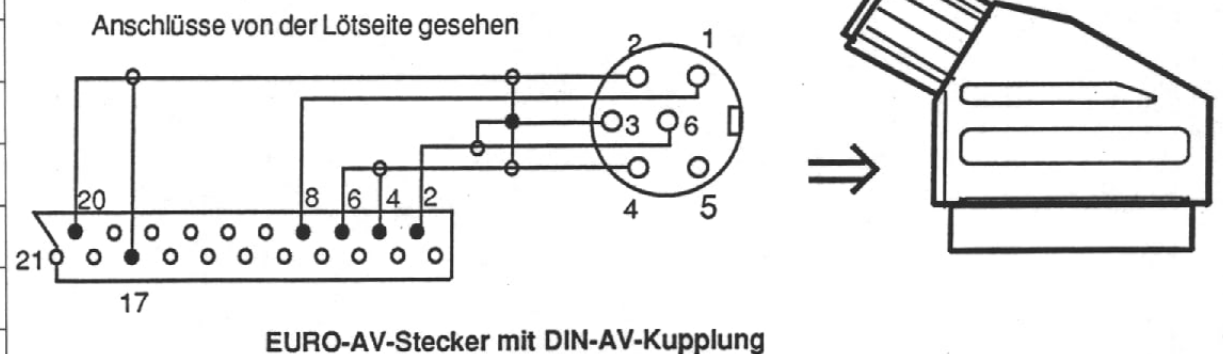 Anschlüsse von der Lötseite gesehen
2 1
3 6
20 8 6 4 2
4 5
21
17
EURO-AV-Stecker mit DIN-AV-Kupplung